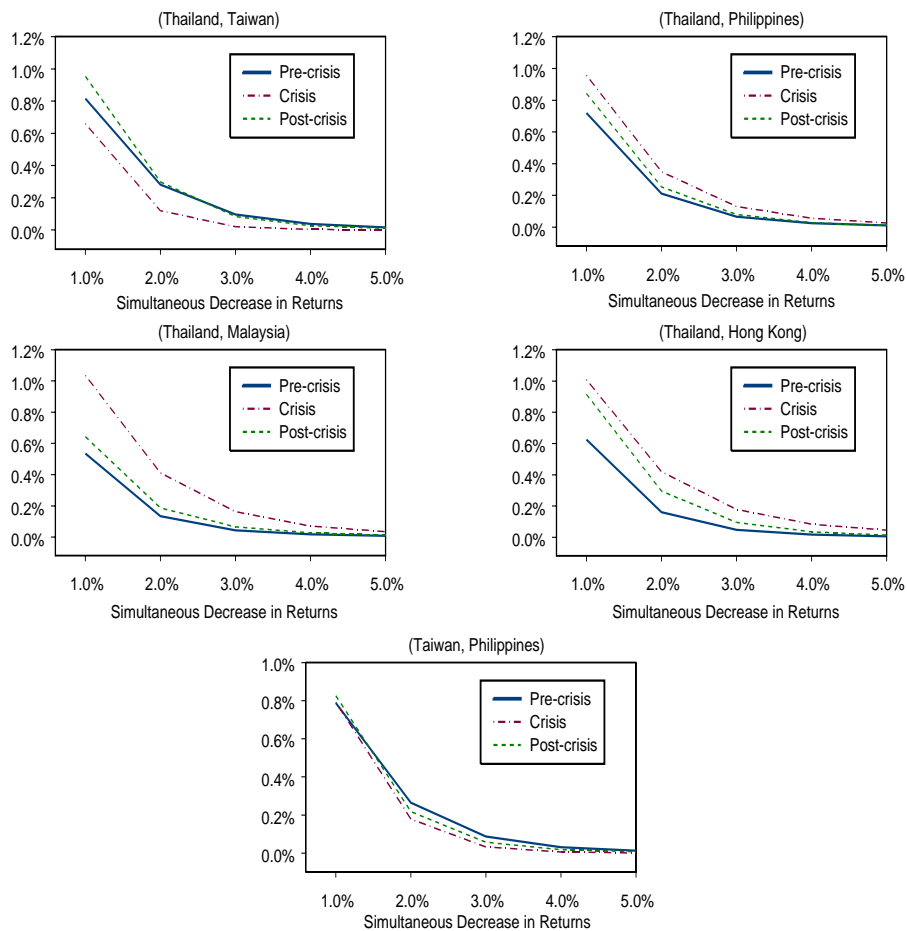 (Thailand, Taiwan)
1.2%
1.0%
0.8%
0.6%
0.4%
0.2%
0.0%
Pre-crisis
Crisis
Post-crisis
1.0% 2.0% 3.0% 4.0% 5.0%
Simultaneous Decrease in Returns
(Thailand, Philippines)
1.2%
1.0%
0.8%
0.6%
0.4%
0.2%
0.0%
Pre-crisis
Crisis
Post-crisis
1.0% 2.0% 3.0% 4.0% 5.0%
Simultaneous Decrease in Returns
(Thailand, Malaysia)
1.2%
1.0%
0.8%
0.6%
0.4%
0.2%
0.0%
Pre-crisis
Crisis
Post-crisis
1.0% 2.0% 3.0% 4.0% 5.0%
Simultaneous Decrease in Returns
(Thailand, Hong Kong)
1.2%
1.0%
0.8%
0.6%
0.4%
0.2%
0.0%
Pre-crisis
Crisis
Post-crisis
1.0% 2.0% 3.0% 4.0% 5.0%
Simultaneous Decrease in Returns
(Taiwan, Philippines)
1.0%
0.8%
0.6%
0.4%
0.2%
0.0%
Pre-crisis
Crisis
Post-crisis
1.0% 2.0% 3.0% 4.0% 5.0%
Simultaneous Decrease in Returns